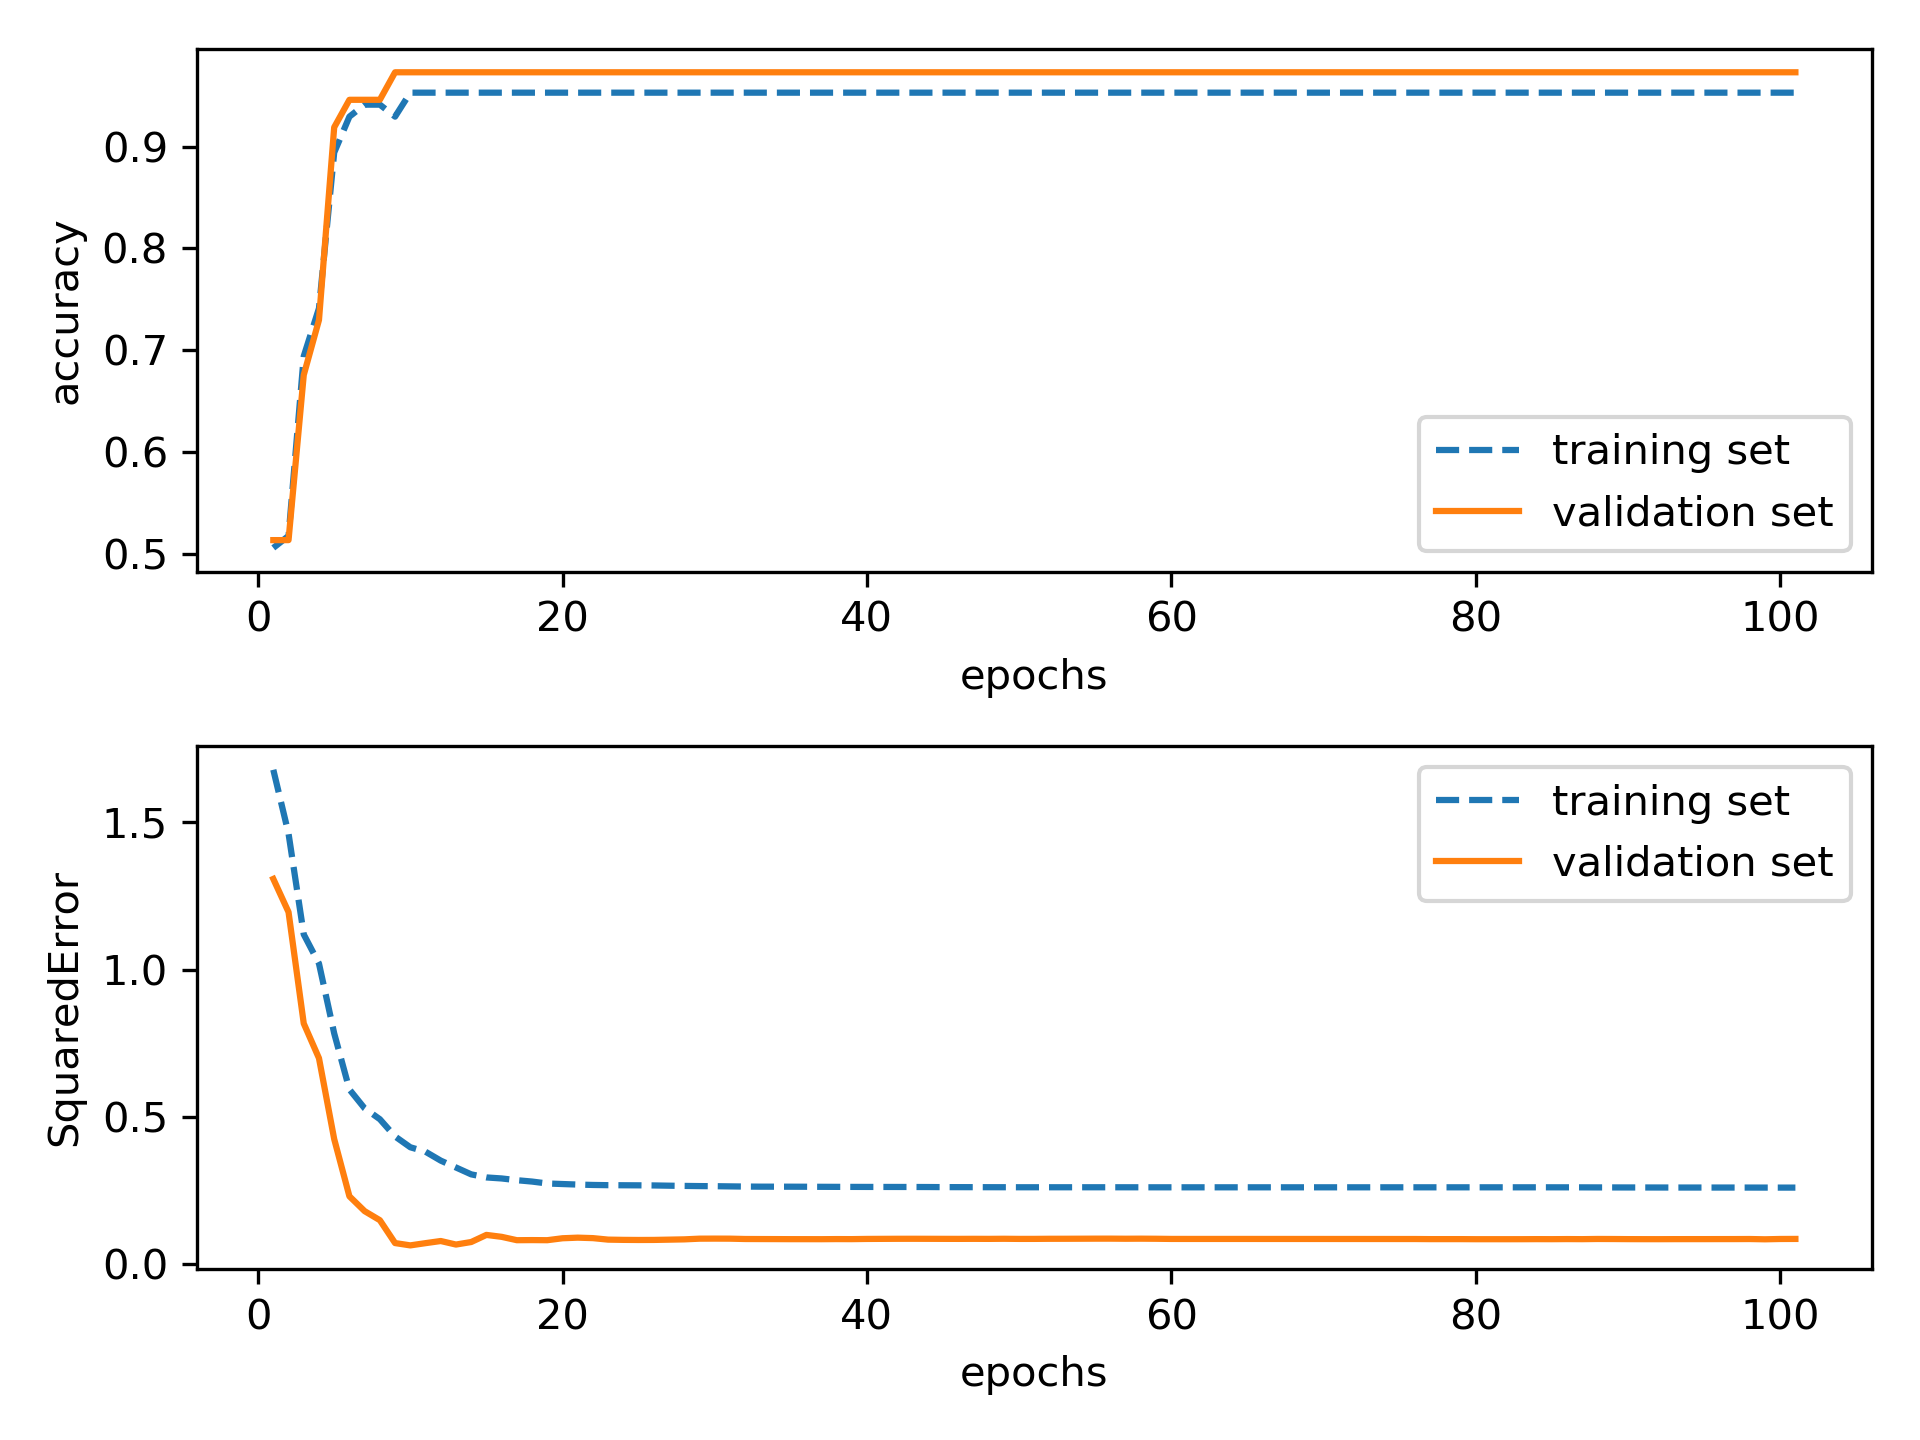 accuracy
0.9
0.8
0.7
0.6
0.5
training set
validation set
0 20 40 60 80 100
epochs
SquaredError
1.5
1.0
0.5
0.0
training set
validation set
0 20 40 60 80 100
epochs